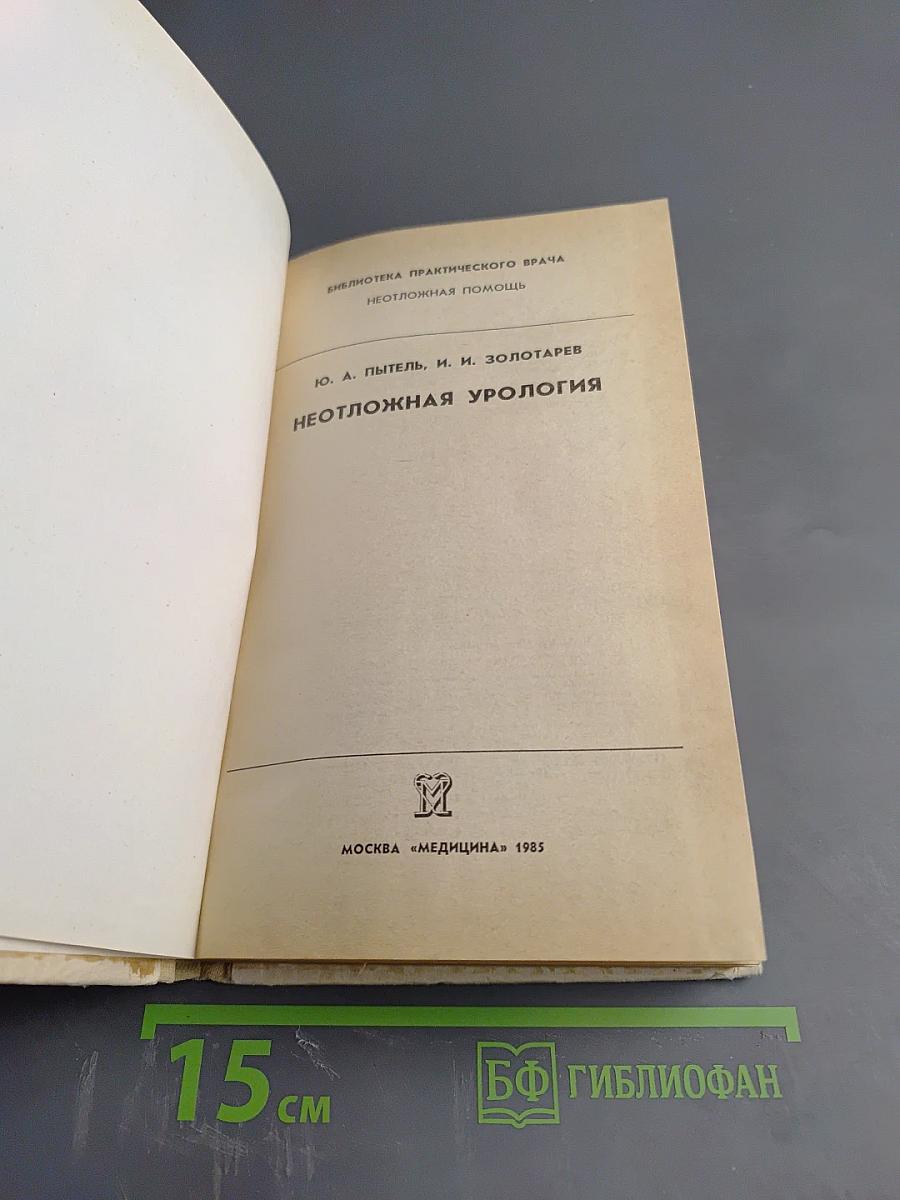 БИБЛИОТЕКА ПРАКТИЧЕСКОГО ВРАЧА
НЕОТЛОЖНАЯ ПОМОЩЬ
Ю. А. ПЫТЕЛЬ, И. И. ЗОЛОТАРЕВ
НЕОТЛОЖНАЯ УРОЛОГИЯ
М
МОСКВА «МЕДИЦИНА» 1985
15 СМ
БФ ГИБЛИОФАН